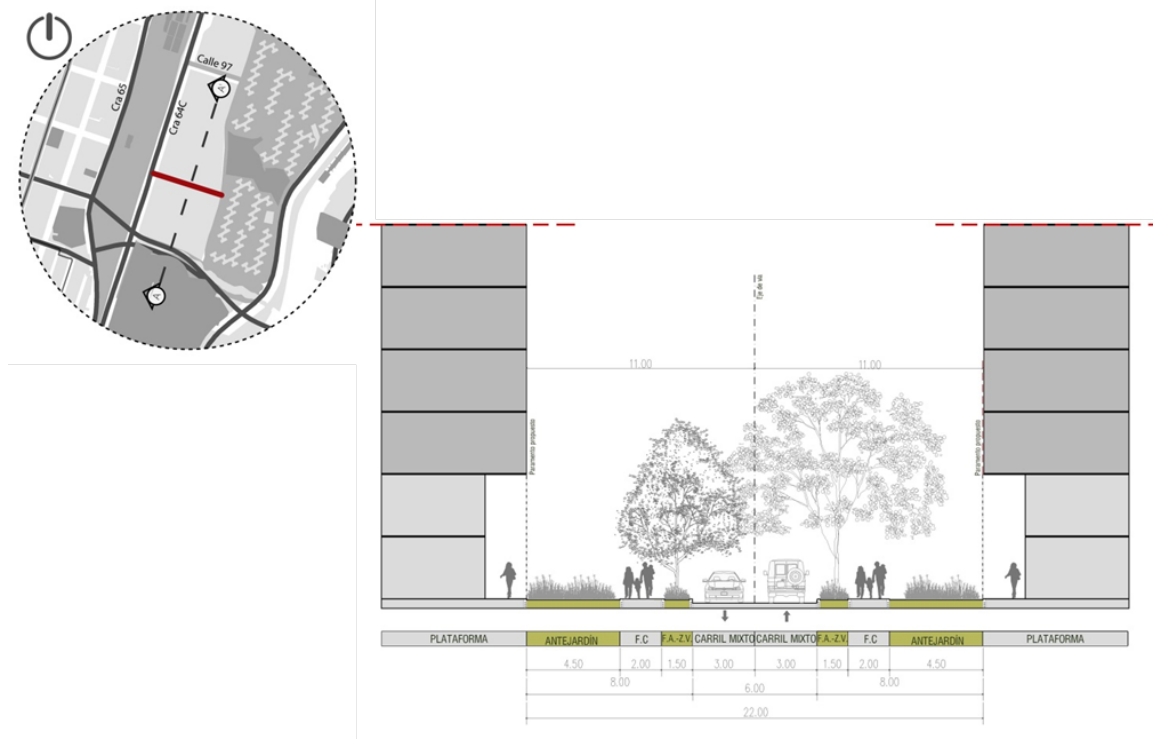 Calle 97
A
Cra 65
Cra 64C
A
Eje de vía
11.00 11.00
Paramento propuesto Paramento propuesto
PLATAFORMA ANTEJARDÍN F.C F.A.-Z.V. CARRIL MIXTO CARRIL MIXTO F.A.-Z.V. F.C ANTEJARDÍN PLATAFORMA
4.50 2.00 1.50 3.00 3.00 1.50 2.00 4.50
8.00 6.00 8.00
22.00